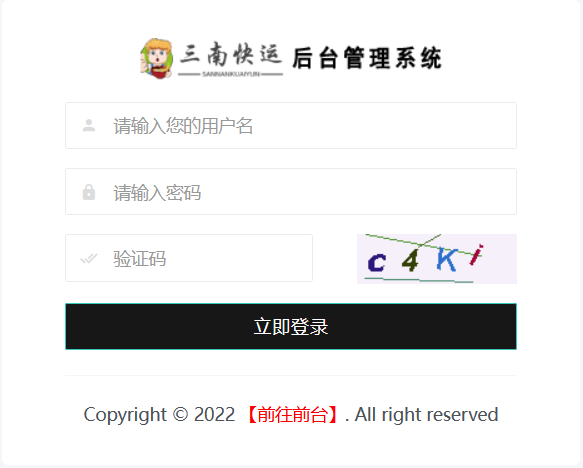 三南快运 后台管理系统
SANNANKUAIYUN
请输入您的用户名
请输入密码
验证码 c4Ki
立即登录
Copyright © 2022 【前往前台】. All right reserved